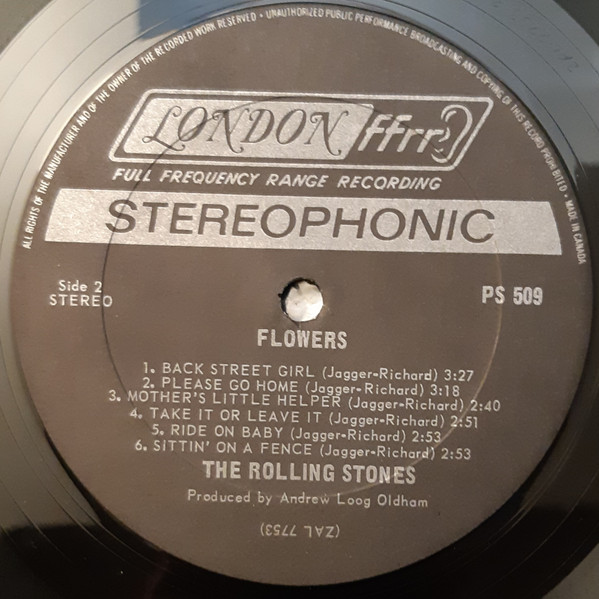 ALL RIGHTS OF THE MANUFACTURER AND OF THE OWNER OF THE RECORDED WORK RESERVED • UNAUTHORIZED PUBLIC PERFORMANCE BROADCASTING AND COPYING OF THIS RECORD PROHIBITED • MADE IN CANADA
LONDON ffrr
FULL FREQUENCY RANGE RECORDING
STEREOPHONIC
Side 2
STEREO
PS 509
FLOWERS
1. BACK STREET GIRL (Jagger-Richard) 3:27
2. PLEASE GO HOME (Jagger-Richard) 3:18
3. MOTHER'S LITTLE HELPER (Jagger-Richard) 2:40
4. TAKE IT OR LEAVE IT (Jagger-Richard) 2:51
5. RIDE ON BABY (Jagger-Richard) 2:53
6. SITTIN' ON A FENCE (Jagger-Richard) 2:53
THE ROLLING STONES
Produced by Andrew Loog Oldham
(ZAL 7753)